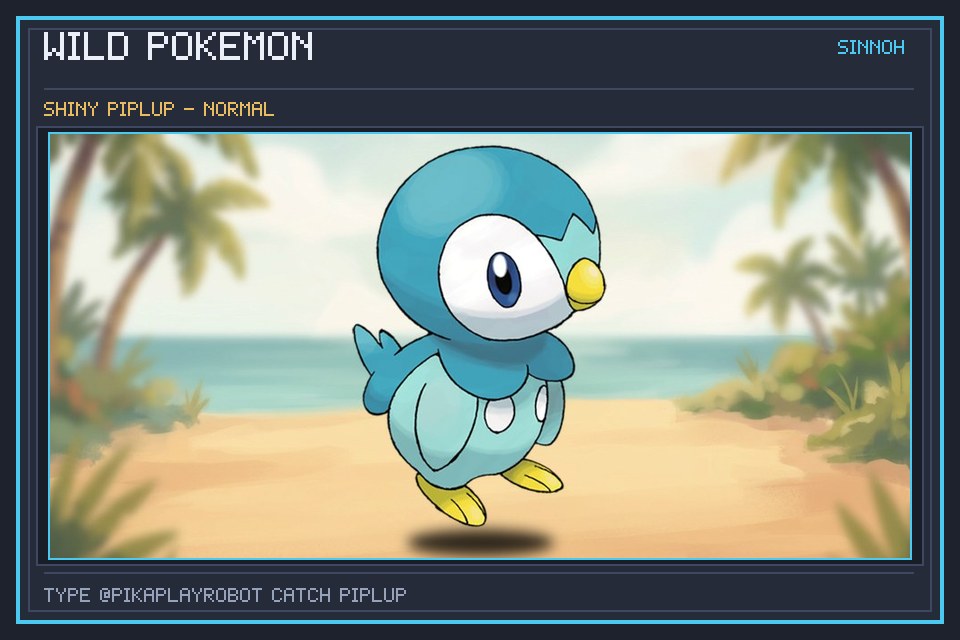 WILD POKEMON
SINNOH
SHINY PIPLUP - NORMAL
TYPE @PIKAPLAYROBOT CATCH PIPLUP